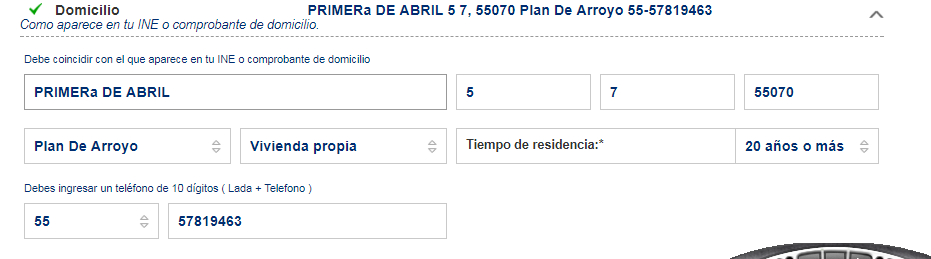 Domicilio PRIMERa DE ABRIL 5 7, 55070 Plan De Arroyo 55-57819463
Como aparece en tu INE o comprobante de domicilio.
Debe coincidir con el que aparece en tu INE o comprobante de domicilio
PRIMERa DE ABRIL 5 7 55070
Plan De Arroyo Vivienda propia Tiempo de residencia:* 20 años o más
Debes ingresar un teléfono de 10 dígitos ( Lada + Telefono )
55 57819463